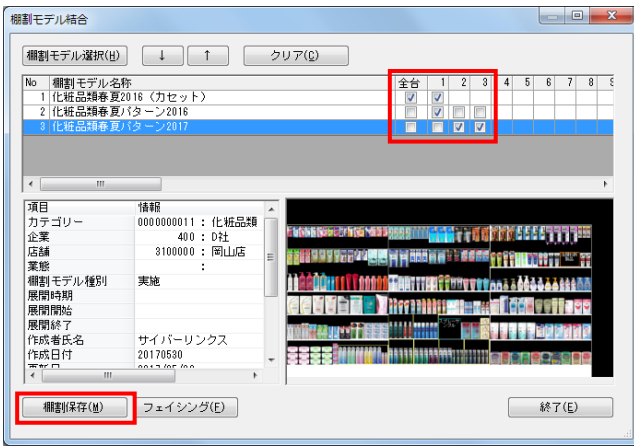 棚割モデル結合
棚割モデル選択(H) ↓ ↑ クリア(C)
No 棚割モデル名称 全台 1 2 3 4 5 6 7 8
1 化粧品類春夏2016（カセット）
2 化粧品類春夏パターン2016
3 化粧品類春夏パターン2017
項目 情報
カテゴリー 0000000011 : 化粧品類
企業 400 : D社
店舗 3100000 : 岡山店
業態 :
棚割モデル種別 実施
展開時期
展開開始
展開終了
作成者氏名 サイバーリンクス
作成日付 20170530
棚割保存(M) フェイシング(F) 終了(E)